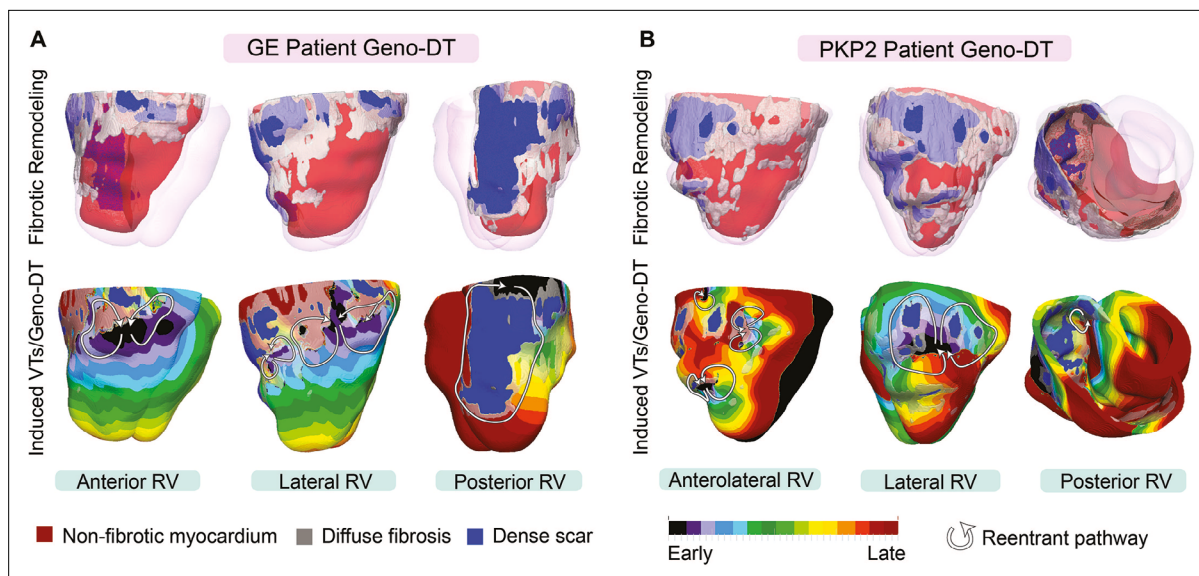 A
GE Patient Geno-DT
Fibrotic Remodeling
Induced VTs/Geno-DT
Anterior RV
Lateral RV
Posterior RV
Non-fibrotic myocardium
Diffuse fibrosis
Dense scar
B
PKP2 Patient Geno-DT
Fibrotic Remodeling
Induced VTs/Geno-DT
Anterolateral RV
Lateral RV
Posterior RV
Early
Late
Reentrant pathway